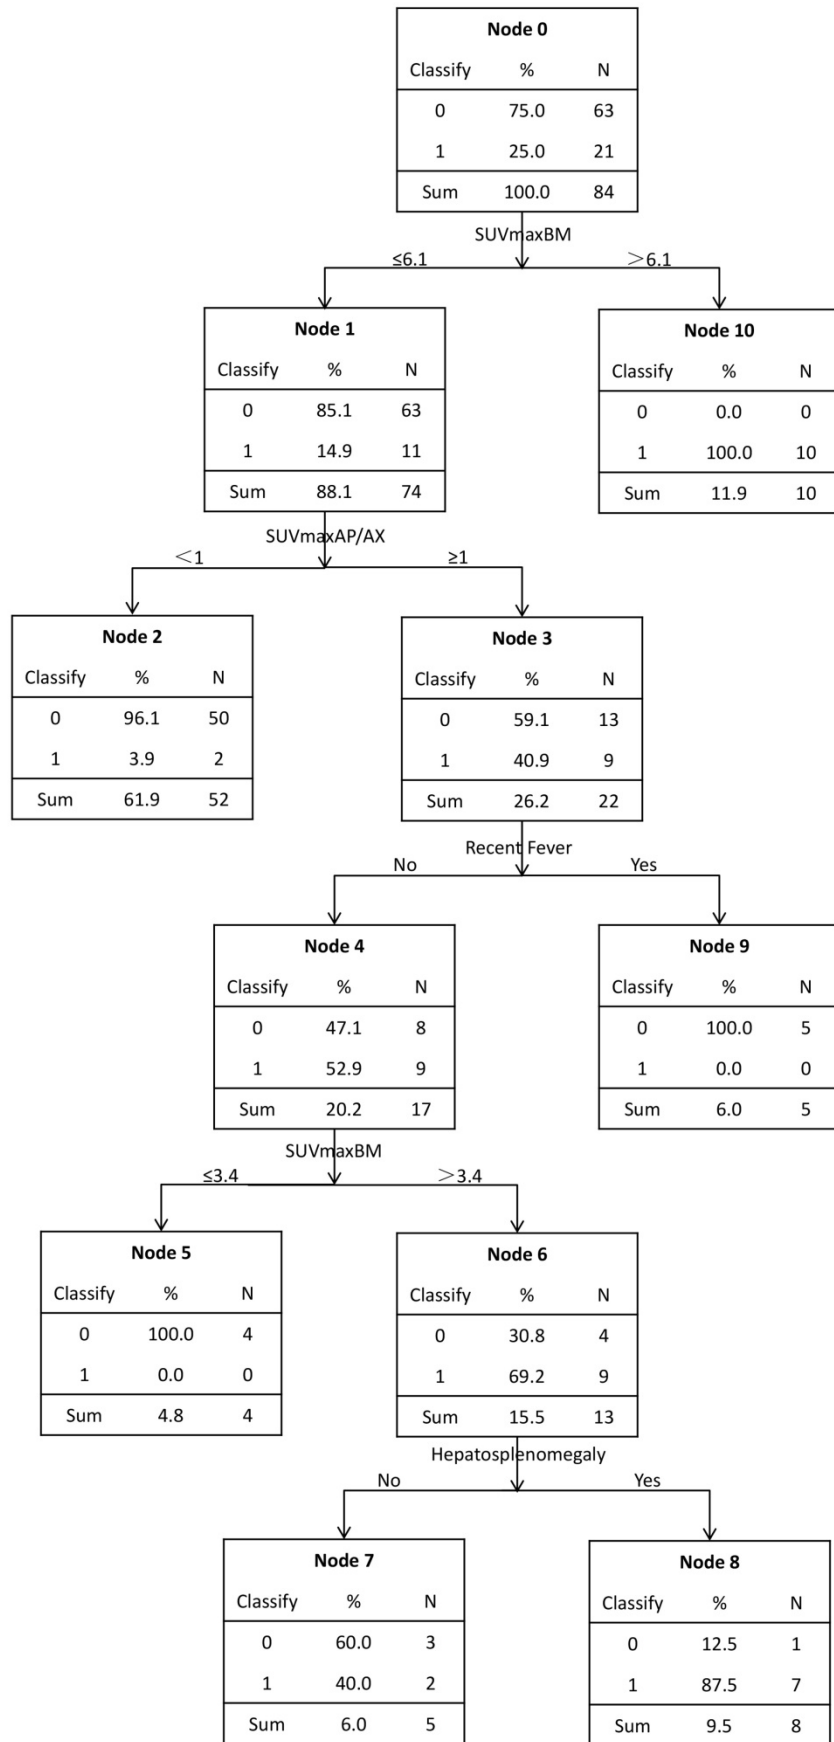 Node 0
Classify % N
0 75.0 63
1 25.0 21
Sum 100.0 84
SUVmaxBM
≤6.1 >6.1
Node 1
Classify % N
0 85.1 63
1 14.9 11
Sum 88.1 74
Node 10
Classify % N
0 0.0 0
1 100.0 10
Sum 11.9 10
SUVmaxAP/AX
<1 ≥1
Node 2
Classify % N
0 96.1 50
1 3.9 2
Sum 61.9 52
Node 3
Classify % N
0 59.1 13
1 40.9 9
Sum 26.2 22
Recent Fever
No Yes
Node 4
Classify % N
0 47.1 8
1 52.9 9
Sum 20.2 17
Node 9
Classify % N
0 100.0 5
1 0.0 0
Sum 6.0 5
SUVmaxBM
≤3.4 >3.4
Node 5
Classify % N
0 100.0 4
1 0.0 0
Sum 4.8 4
Node 6
Classify % N
0 30.8 4
1 69.2 9
Sum 15.5 13
Hepatosplenomegaly
No Yes
Node 7
Classify % N
0 60.0 3
1 40.0 2
Sum 6.0 5
Node 8
Classify % N
0 12.5 1
1 87.5 7
Sum 9.5 8